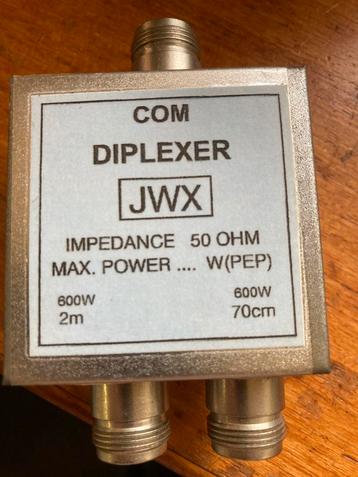 COM
DIPLEXER
JWX
IMPEDANCE 50 OHM
MAX. POWER .... W(PEP)
600W 600W
2m 70cm